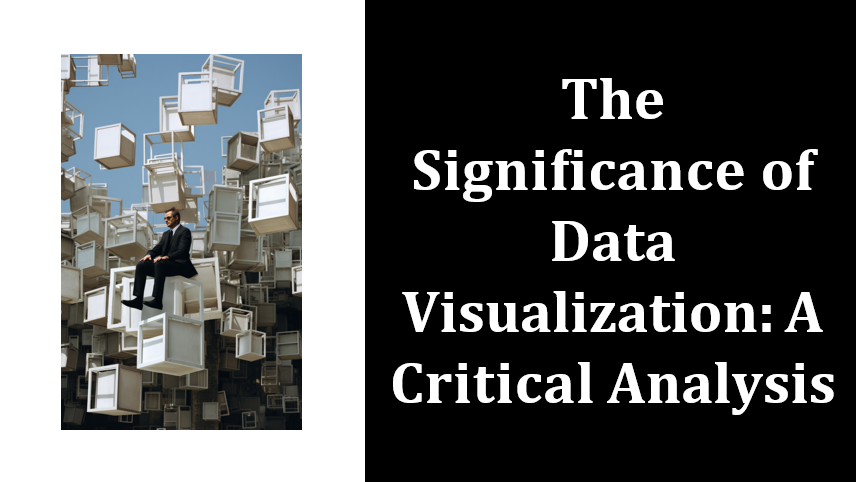 The
Significance of
Data
Visualization: A
Critical Analysis